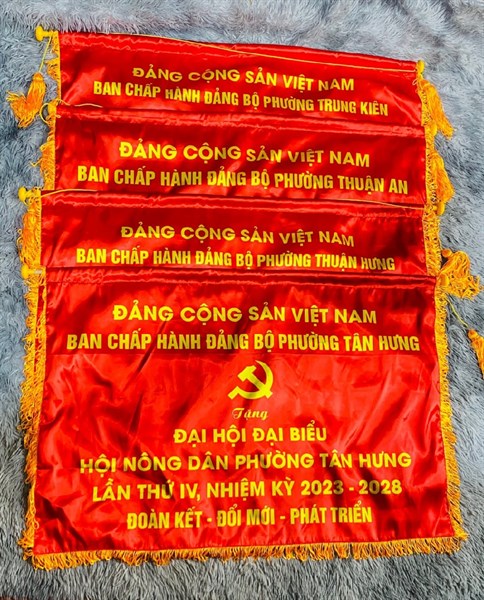 ĐẢNG CỘNG SẢN VIỆT NAM
BAN CHẤP HÀNH ĐẢNG BỘ PHƯỜNG TRUNG KIÊN
ĐẢNG CỘNG SẢN VIỆT NAM
BAN CHẤP HÀNH ĐẢNG BỘ PHƯỜNG THUẬN AN
ĐẢNG CỘNG SẢN VIỆT NAM
BAN CHẤP HÀNH ĐẢNG BỘ PHƯỜNG THUẬN HƯNG
ĐẢNG CỘNG SẢN VIỆT NAM
BAN CHẤP HÀNH ĐẢNG BỘ PHƯỜNG TÂN HƯNG
Tặng
ĐẠI HỘI ĐẠI BIỂU
HỘI NÔNG DÂN PHƯỜNG TÂN HƯNG
LẦN THỨ IV, NHIỆM KỲ 2023 - 2028
ĐOÀN KẾT - ĐỔI MỚI - PHÁT TRIỂN